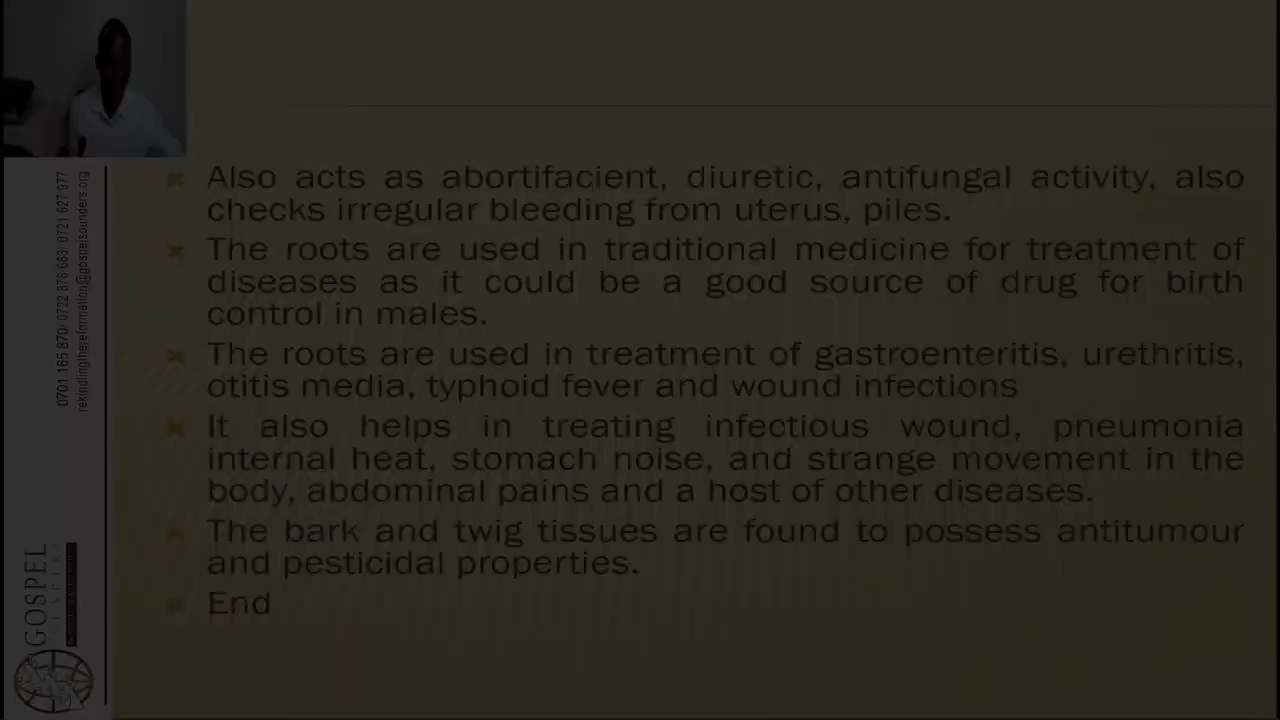 Also acts as abortifacient, diuretic, antifungal activity, also
checks irregular bleeding from uterus, piles.
The roots are used in traditional medicine for treatment of
diseases as it could be a good source of drug for birth
control in males.
The roots are used in treatment of gastroenteritis, urethritis,
otitis media, typhoid fever and wound infections
It also helps in treating infectious wound, pneumonia
internal heat, stomach noise, and strange movement in the
body, abdominal pains and a host of other diseases.
The bark and twig tissues are found to possess antitumour
and pesticidal properties.
End
rekindlingthereformation@gospelsounders.org
GOSPEL